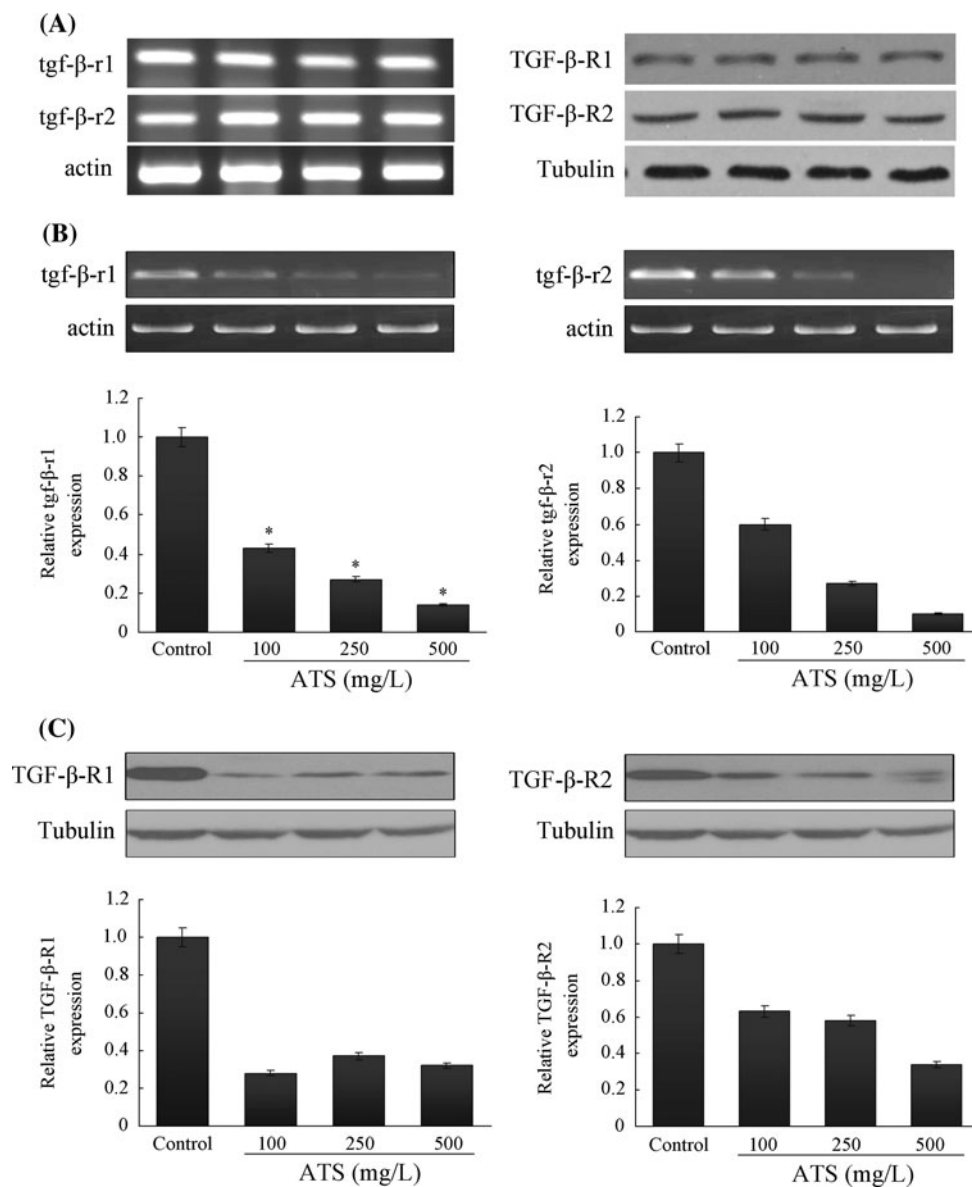 (A)
tgf-β-r1
tgf-β-r2
actin
TGF-β-R1
TGF-β-R2
Tubulin
(B)
tgf-β-r1
actin
tgf-β-r2
actin
Relative tgf-β-r1
expression
1.2
1.0
0.8
0.6
0.4
0.2
0
*
*
*
Control
100
250
500
ATS (mg/L)
Relative tgf-β-r2
expression
1.2
1.0
0.8
0.6
0.4
0.2
0
Control
100
250
500
ATS (mg/L)
(C)
TGF-β-R1
Tubulin
TGF-β-R2
Tubulin
Relative TGF-β-R1
expression
1.2
1.0
0.8
0.6
0.4
0.2
0
Control
100
250
500
ATS (mg/L)
Relative TGF-β-R2
expression
1.2
1.0
0.8
0.6
0.4
0.2
0
Control
100
250
500
ATS (mg/L)